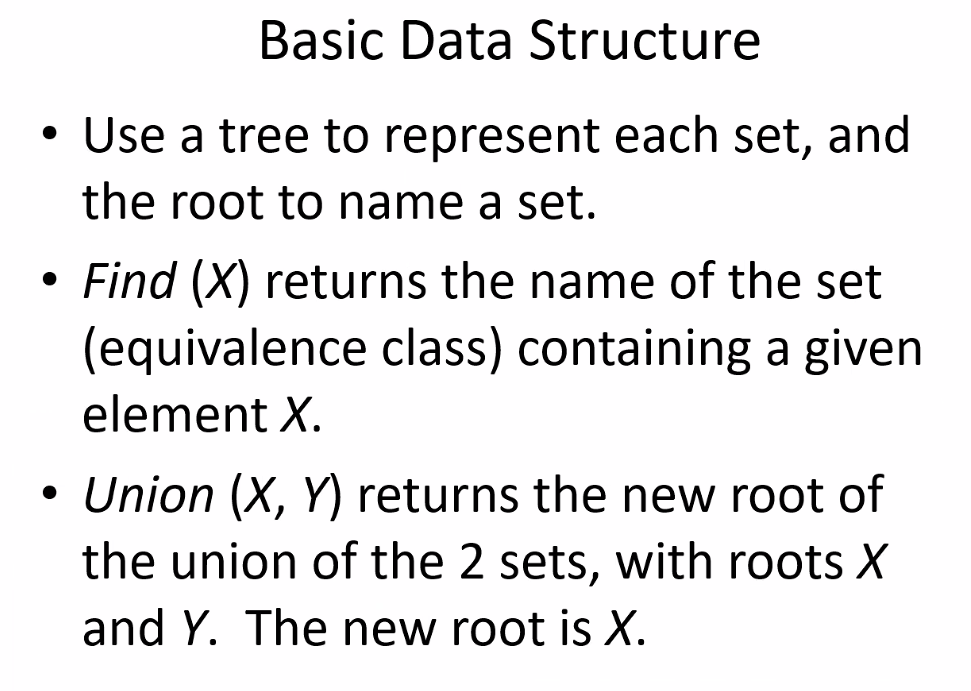 Basic Data Structure
• Use a tree to represent each set, and
the root to name a set.
• Find (X) returns the name of the set
(equivalence class) containing a given
element X.
• Union (X, Y) returns the new root of
the union of the 2 sets, with roots X
and Y.  The new root is X.